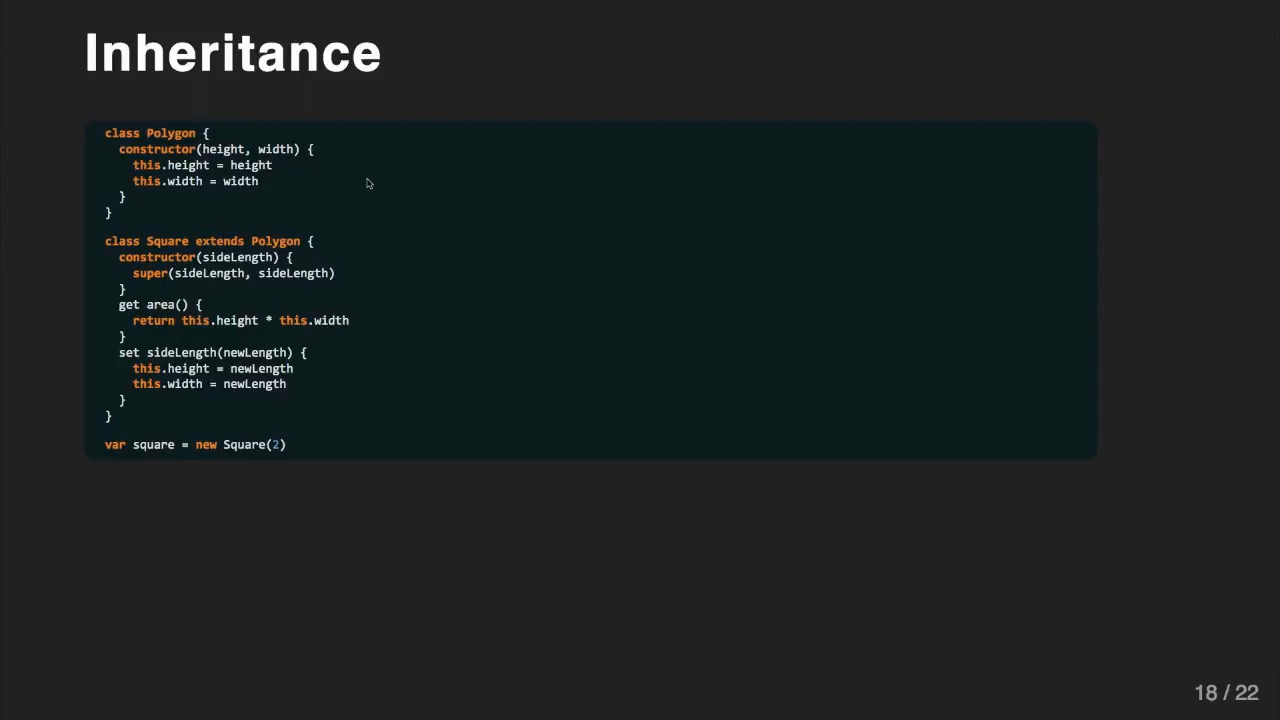 Inheritance
class Polygon {
  constructor(height, width) {
    this.height = height
    this.width = width
  }
}
class Square extends Polygon {
  constructor(sideLength) {
    super(sideLength, sideLength)
  }
  get area() {
    return this.height * this.width
  }
  set sideLength(newLength) {
    this.height = newLength
    this.width = newLength
  }
}
var square = new Square(2)
18 / 22